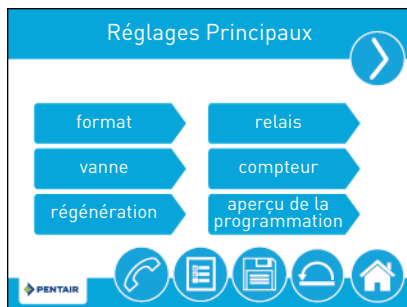 Réglages Principaux
format
relais
vanne
compteur
régénération
aperçu de la
programmation
PENTAIR